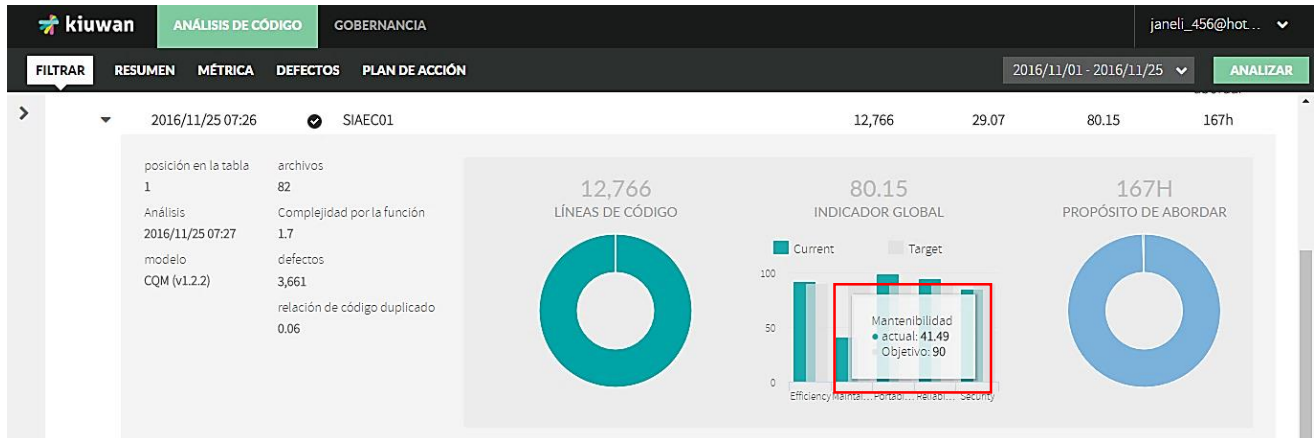 kiuwan ANÁLISIS DE CÓDIGO GOBERNANCIA janeli_456@hot...
FILTRAR RESUMEN MÉTRICA DEFECTOS PLAN DE ACCIÓN 2016/11/01 - 2016/11/25 ANALIZAR
2016/11/25 07:26 SIAEC01 12,766 29.07 80.15 167h
posición en la tabla archivos
1 82
Análisis Complejidad por la función
2016/11/25 07:27 1.7
modelo defectos
CQM (v1.2.2) 3,661
relación de código duplicado
0.06
12,766
LÍNEAS DE CÓDIGO
80.15
INDICADOR GLOBAL
Current Target
100
50
0
Mantenibilidad
actual: 41.49
Objetivo: 90
Efficiency Maintai... Portabi... Reliabi... Security
167H
PROPÓSITO DE ABORDAR